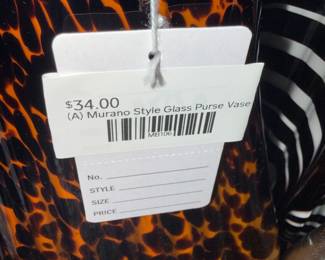 $34.00
(A) Murano Style Glass Purse Vase
MB106
No.
STYLE
SIZE
PRICE